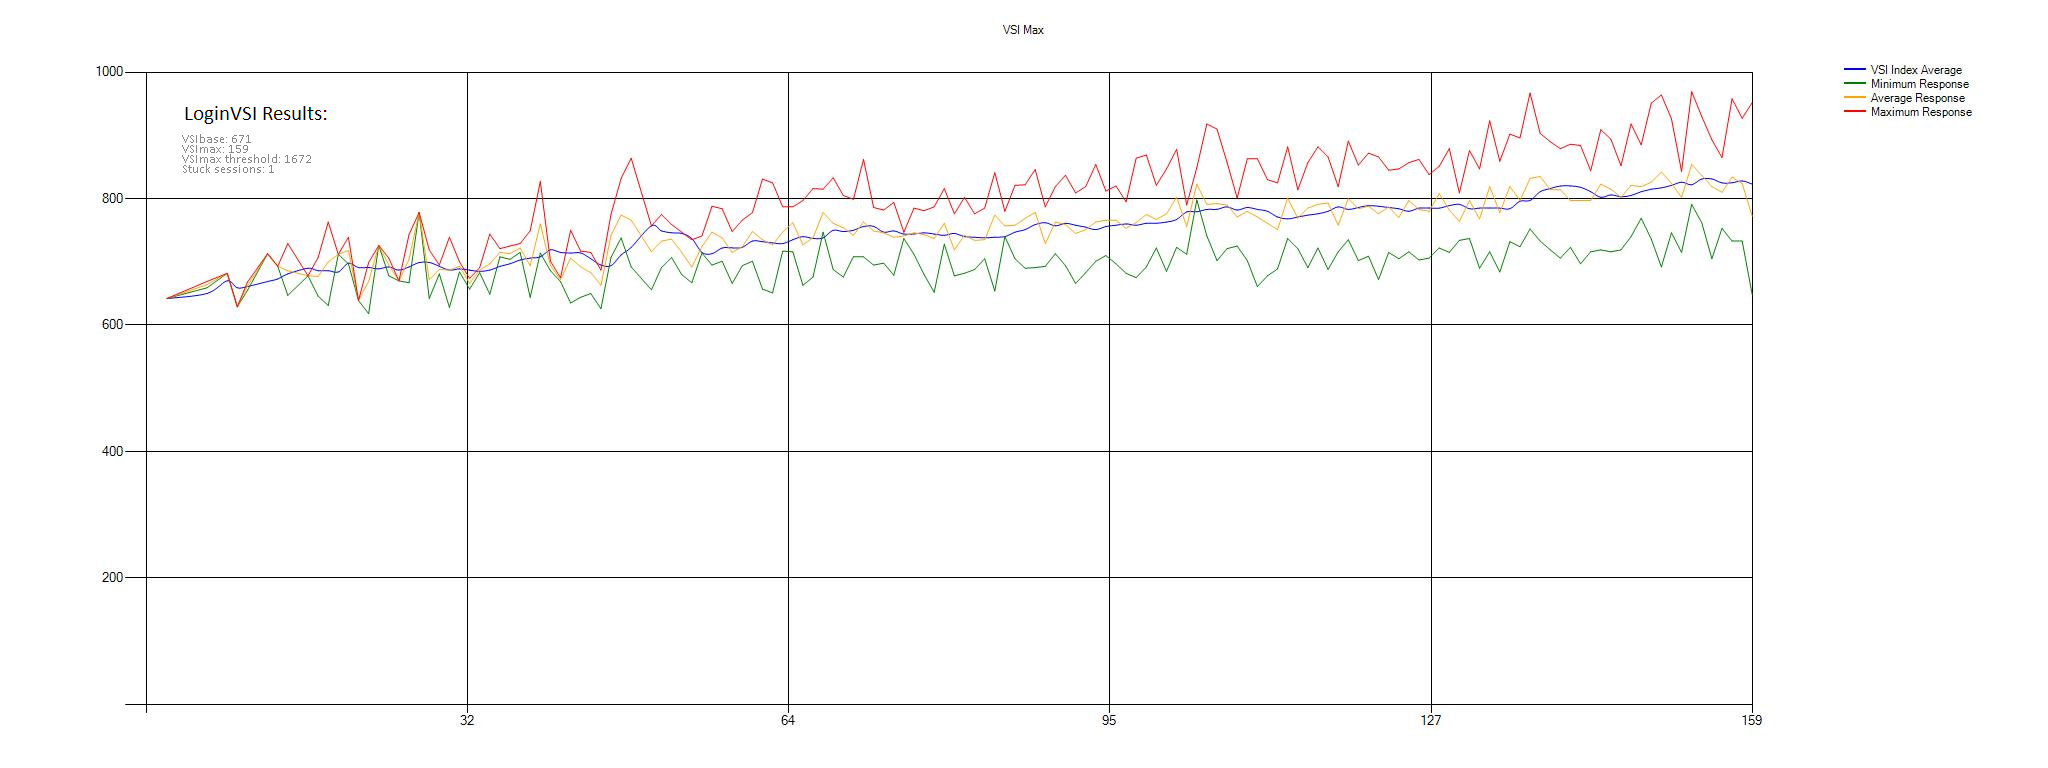 VSI Max
1000
800
600
400
200
32
64
95
127
159
LoginVSI Results:
VSIbase: 671
VSImax: 159
VSImax threshold: 1672
Stuck sessions: 1
VSI Index Average
Minimum Response
Average Response
Maximum Response